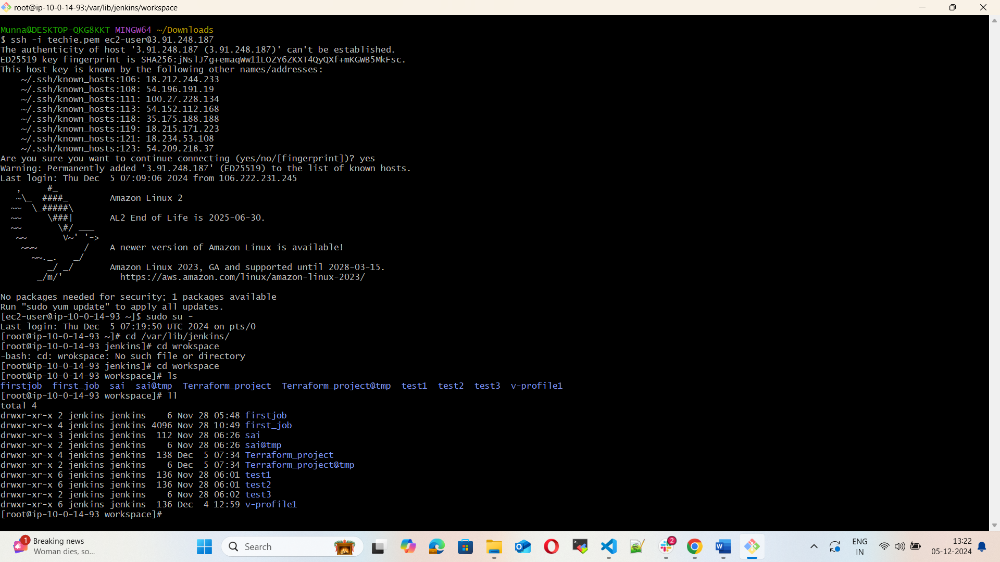 root@ip-10-0-14-93:/var/lib/jenkins/workspace
Munna@DESKTOP-QKG8KKT MINGW64 ~/Downloads
$ ssh -i techie.pem ec2-user@3.91.248.187
The authenticity of host '3.91.248.187 (3.91.248.187)' can't be established.
ED25519 key fingerprint is SHA256:jNslJ7g+emaqWw11LOZY6ZKXT4QyQXf+mKGWB5MkFsc.
This host key is known by the following other names/addresses:
    ~/.ssh/known_hosts:106: 18.212.244.233
    ~/.ssh/known_hosts:108: 54.196.191.19
    ~/.ssh/known_hosts:111: 100.27.228.134
    ~/.ssh/known_hosts:113: 54.152.112.168
    ~/.ssh/known_hosts:118: 35.175.188.188
    ~/.ssh/known_hosts:119: 18.215.171.223
    ~/.ssh/known_hosts:121: 18.234.53.108
    ~/.ssh/known_hosts:123: 54.209.218.37
Are you sure you want to continue connecting (yes/no/[fingerprint])? yes
Warning: Permanently added '3.91.248.187' (ED25519) to the list of known hosts.
Last login: Thu Dec  5 07:09:06 2024 from 106.222.231.245
   ,     #_
   ~\_  ####_        Amazon Linux 2
  ~~  \_#####\
  ~~     \###|       AL2 End of Life is 2025-06-30.
  ~~       \#/ ___
   ~~       V~' '->
    ~~~         /    A newer version of Amazon Linux is available!
      ~~._.   _/
         _/ _/       Amazon Linux 2023, GA and supported until 2028-03-15.
       _/m/'           https://aws.amazon.com/linux/amazon-linux-2023/
No packages needed for security; 1 packages available
Run "sudo yum update" to apply all updates.
[ec2-user@ip-10-0-14-93 ~]$ sudo su -
Last login: Thu Dec  5 07:19:50 UTC 2024 on pts/0
[root@ip-10-0-14-93 ~]# cd /var/lib/jenkins/
[root@ip-10-0-14-93 jenkins]# cd wrokspace
-bash: cd: wrokspace: No such file or directory
[root@ip-10-0-14-93 jenkins]# cd workspace
[root@ip-10-0-14-93 workspace]# ls
firstjob  first_job  sai  sai@tmp  Terraform_project  Terraform_project@tmp  test1  test2  test3  v-profile1
[root@ip-10-0-14-93 workspace]# ll
total 4
drwxr-xr-x 2 jenkins jenkins    6 Nov 28 05:48 firstjob
drwxr-xr-x 4 jenkins jenkins 4096 Nov 28 10:49 first_job
drwxr-xr-x 3 jenkins jenkins  112 Nov 28 06:26 sai
drwxr-xr-x 2 jenkins jenkins    6 Nov 28 06:26 sai@tmp
drwxr-xr-x 4 jenkins jenkins  138 Dec  5 07:34 Terraform_project
drwxr-xr-x 2 jenkins jenkins    6 Dec  5 07:34 Terraform_project@tmp
drwxr-xr-x 6 jenkins jenkins  136 Nov 28 06:01 test1
drwxr-xr-x 6 jenkins jenkins  136 Nov 28 06:01 test2
drwxr-xr-x 2 jenkins jenkins    6 Nov 28 06:02 test3
drwxr-xr-x 6 jenkins jenkins  136 Dec  4 12:59 v-profile1
[root@ip-10-0-14-93 workspace]#
1 Breaking news
Woman dies, so...
Search
2
ENG
IN
13:22
05-12-2024